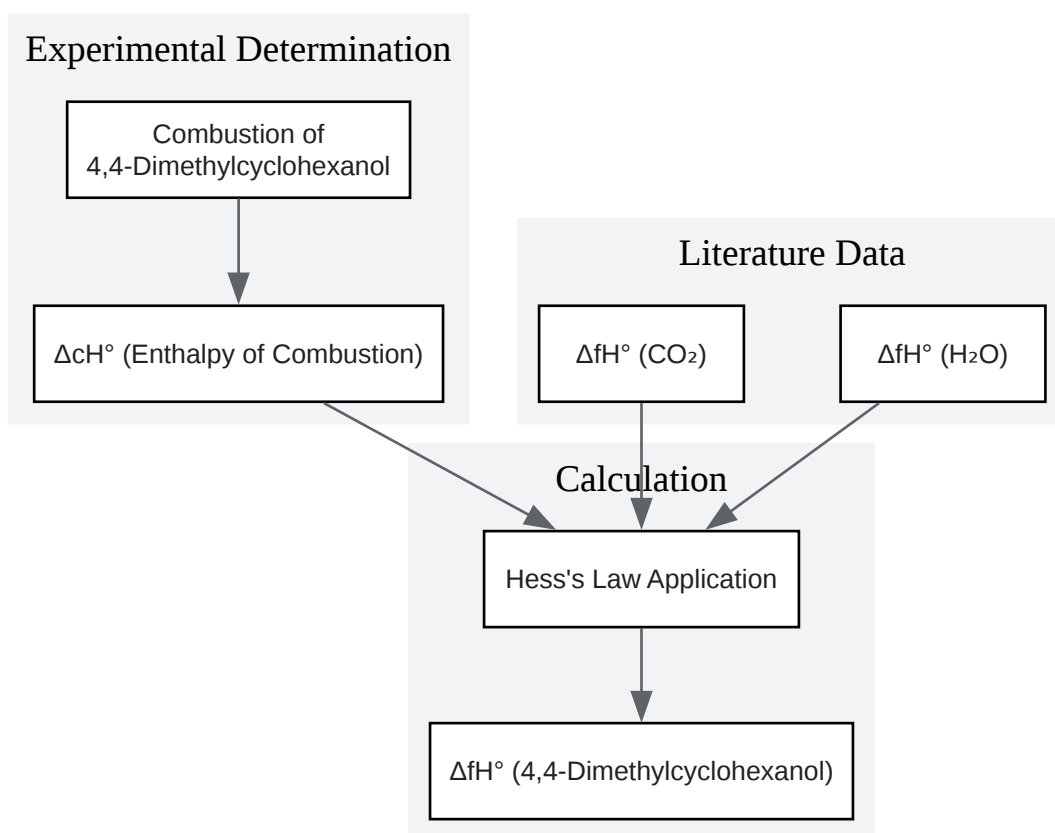 Experimental Determination
Combustion of
4,4-Dimethylcyclohexanol
ΔcH° (Enthalpy of Combustion)
Literature Data
ΔfH° (CO₂)
ΔfH° (H₂O)
Calculation
Hess's Law Application
ΔfH° (4,4-Dimethylcyclohexanol)